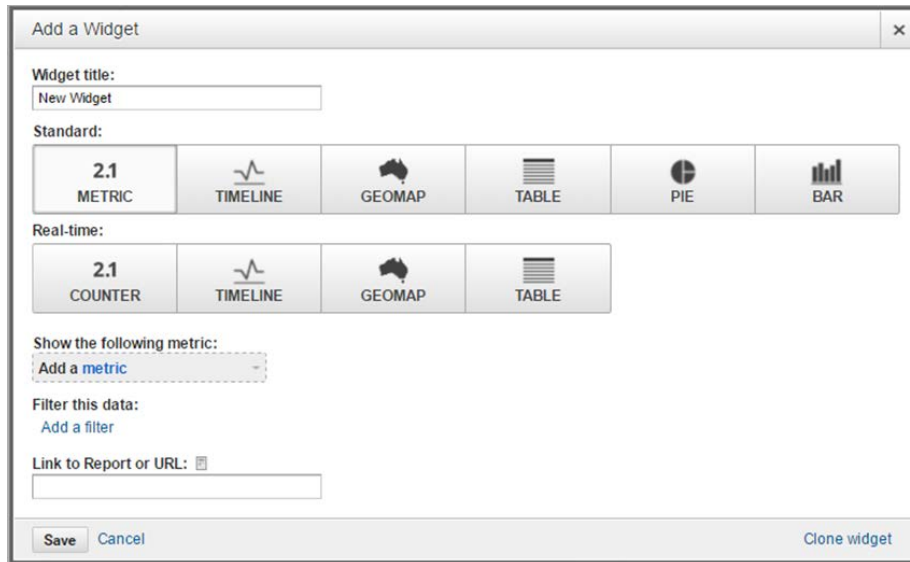 Add a Widget ×
Widget title:
New Widget
Standard:
2.1
METRIC TIMELINE GEOMAP TABLE PIE BAR
Real-time:
2.1
COUNTER TIMELINE GEOMAP TABLE
Show the following metric:
Add a metric
Filter this data:
Add a filter
Link to Report or URL:
Save Cancel Clone widget